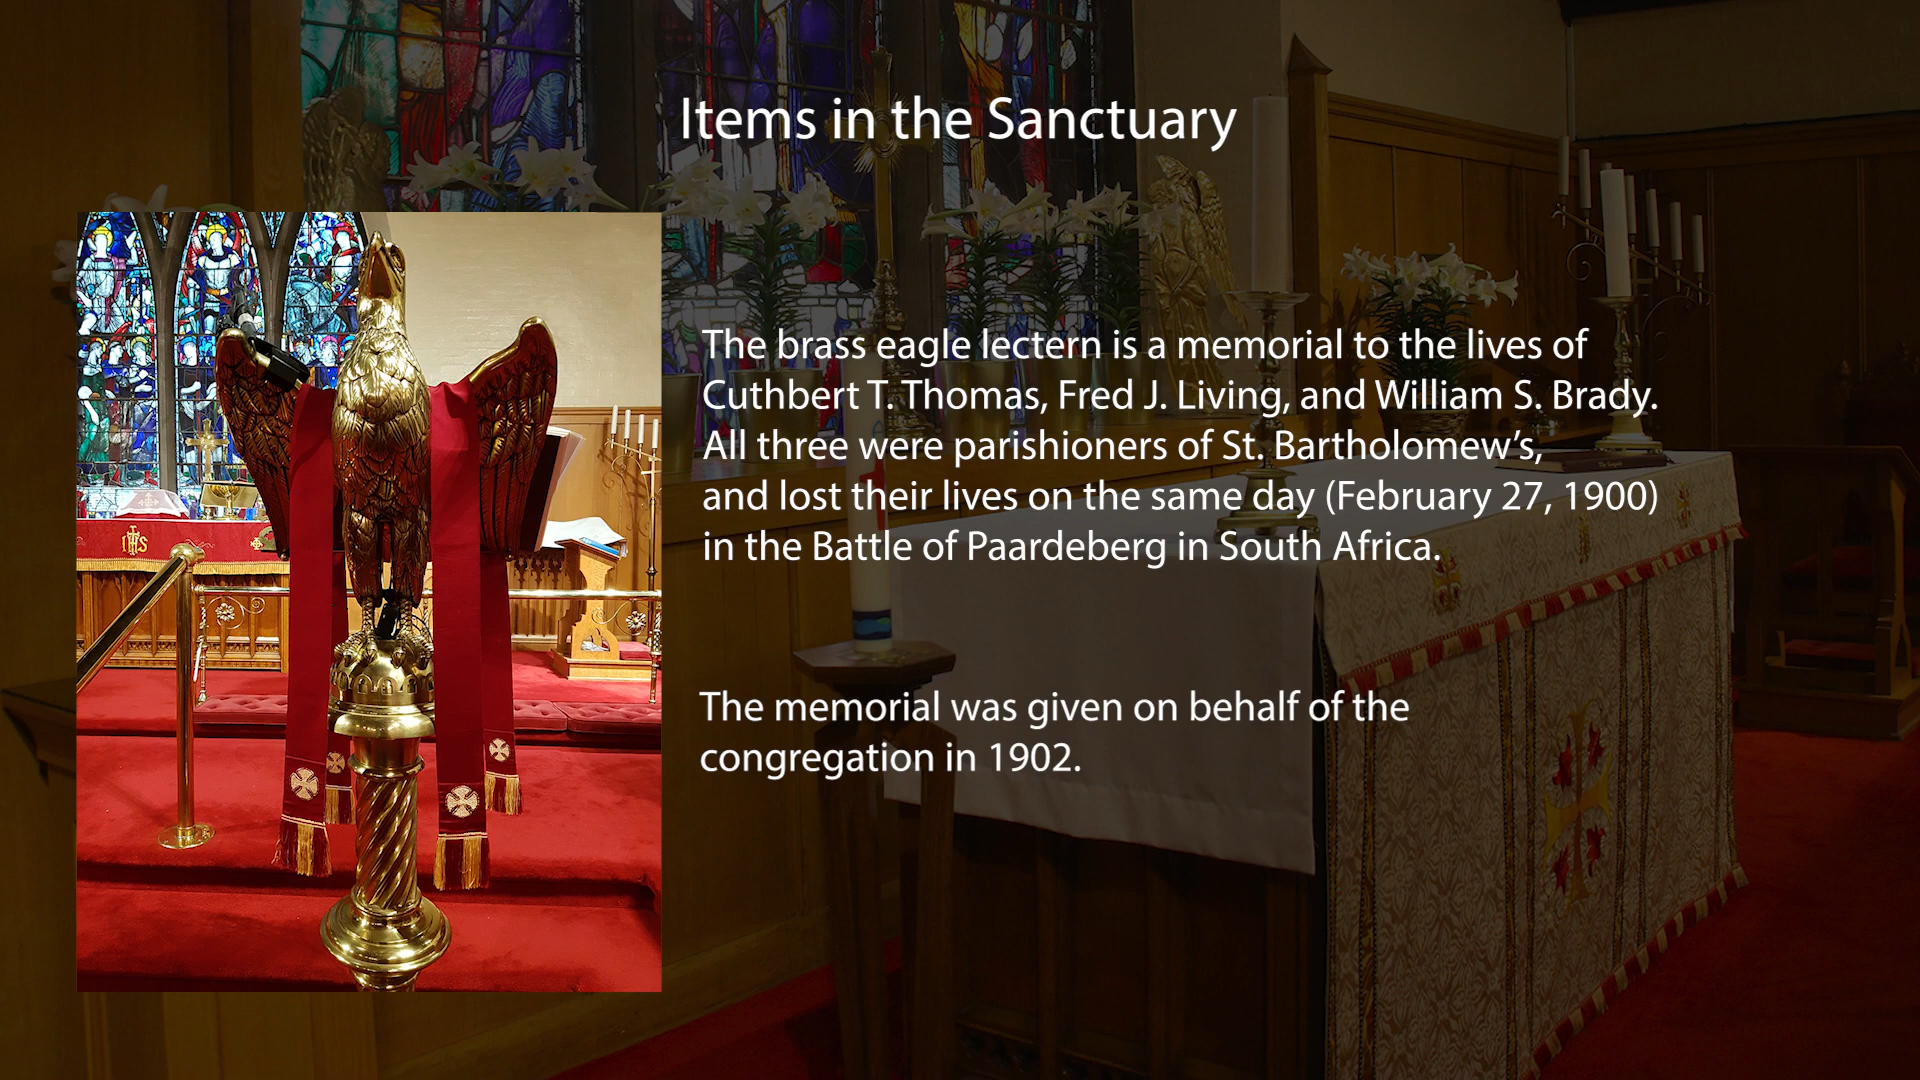 Items in the Sanctuary
The brass eagle lectern is a memorial to the lives of
Cuthbert T. Thomas, Fred J. Living, and William S. Brady.
All three were parishioners of St. Bartholomew’s,
and lost their lives on the same day (February 27, 1900)
in the Battle of Paardeberg in South Africa.
The memorial was given on behalf of the
congregation in 1902.
IHS